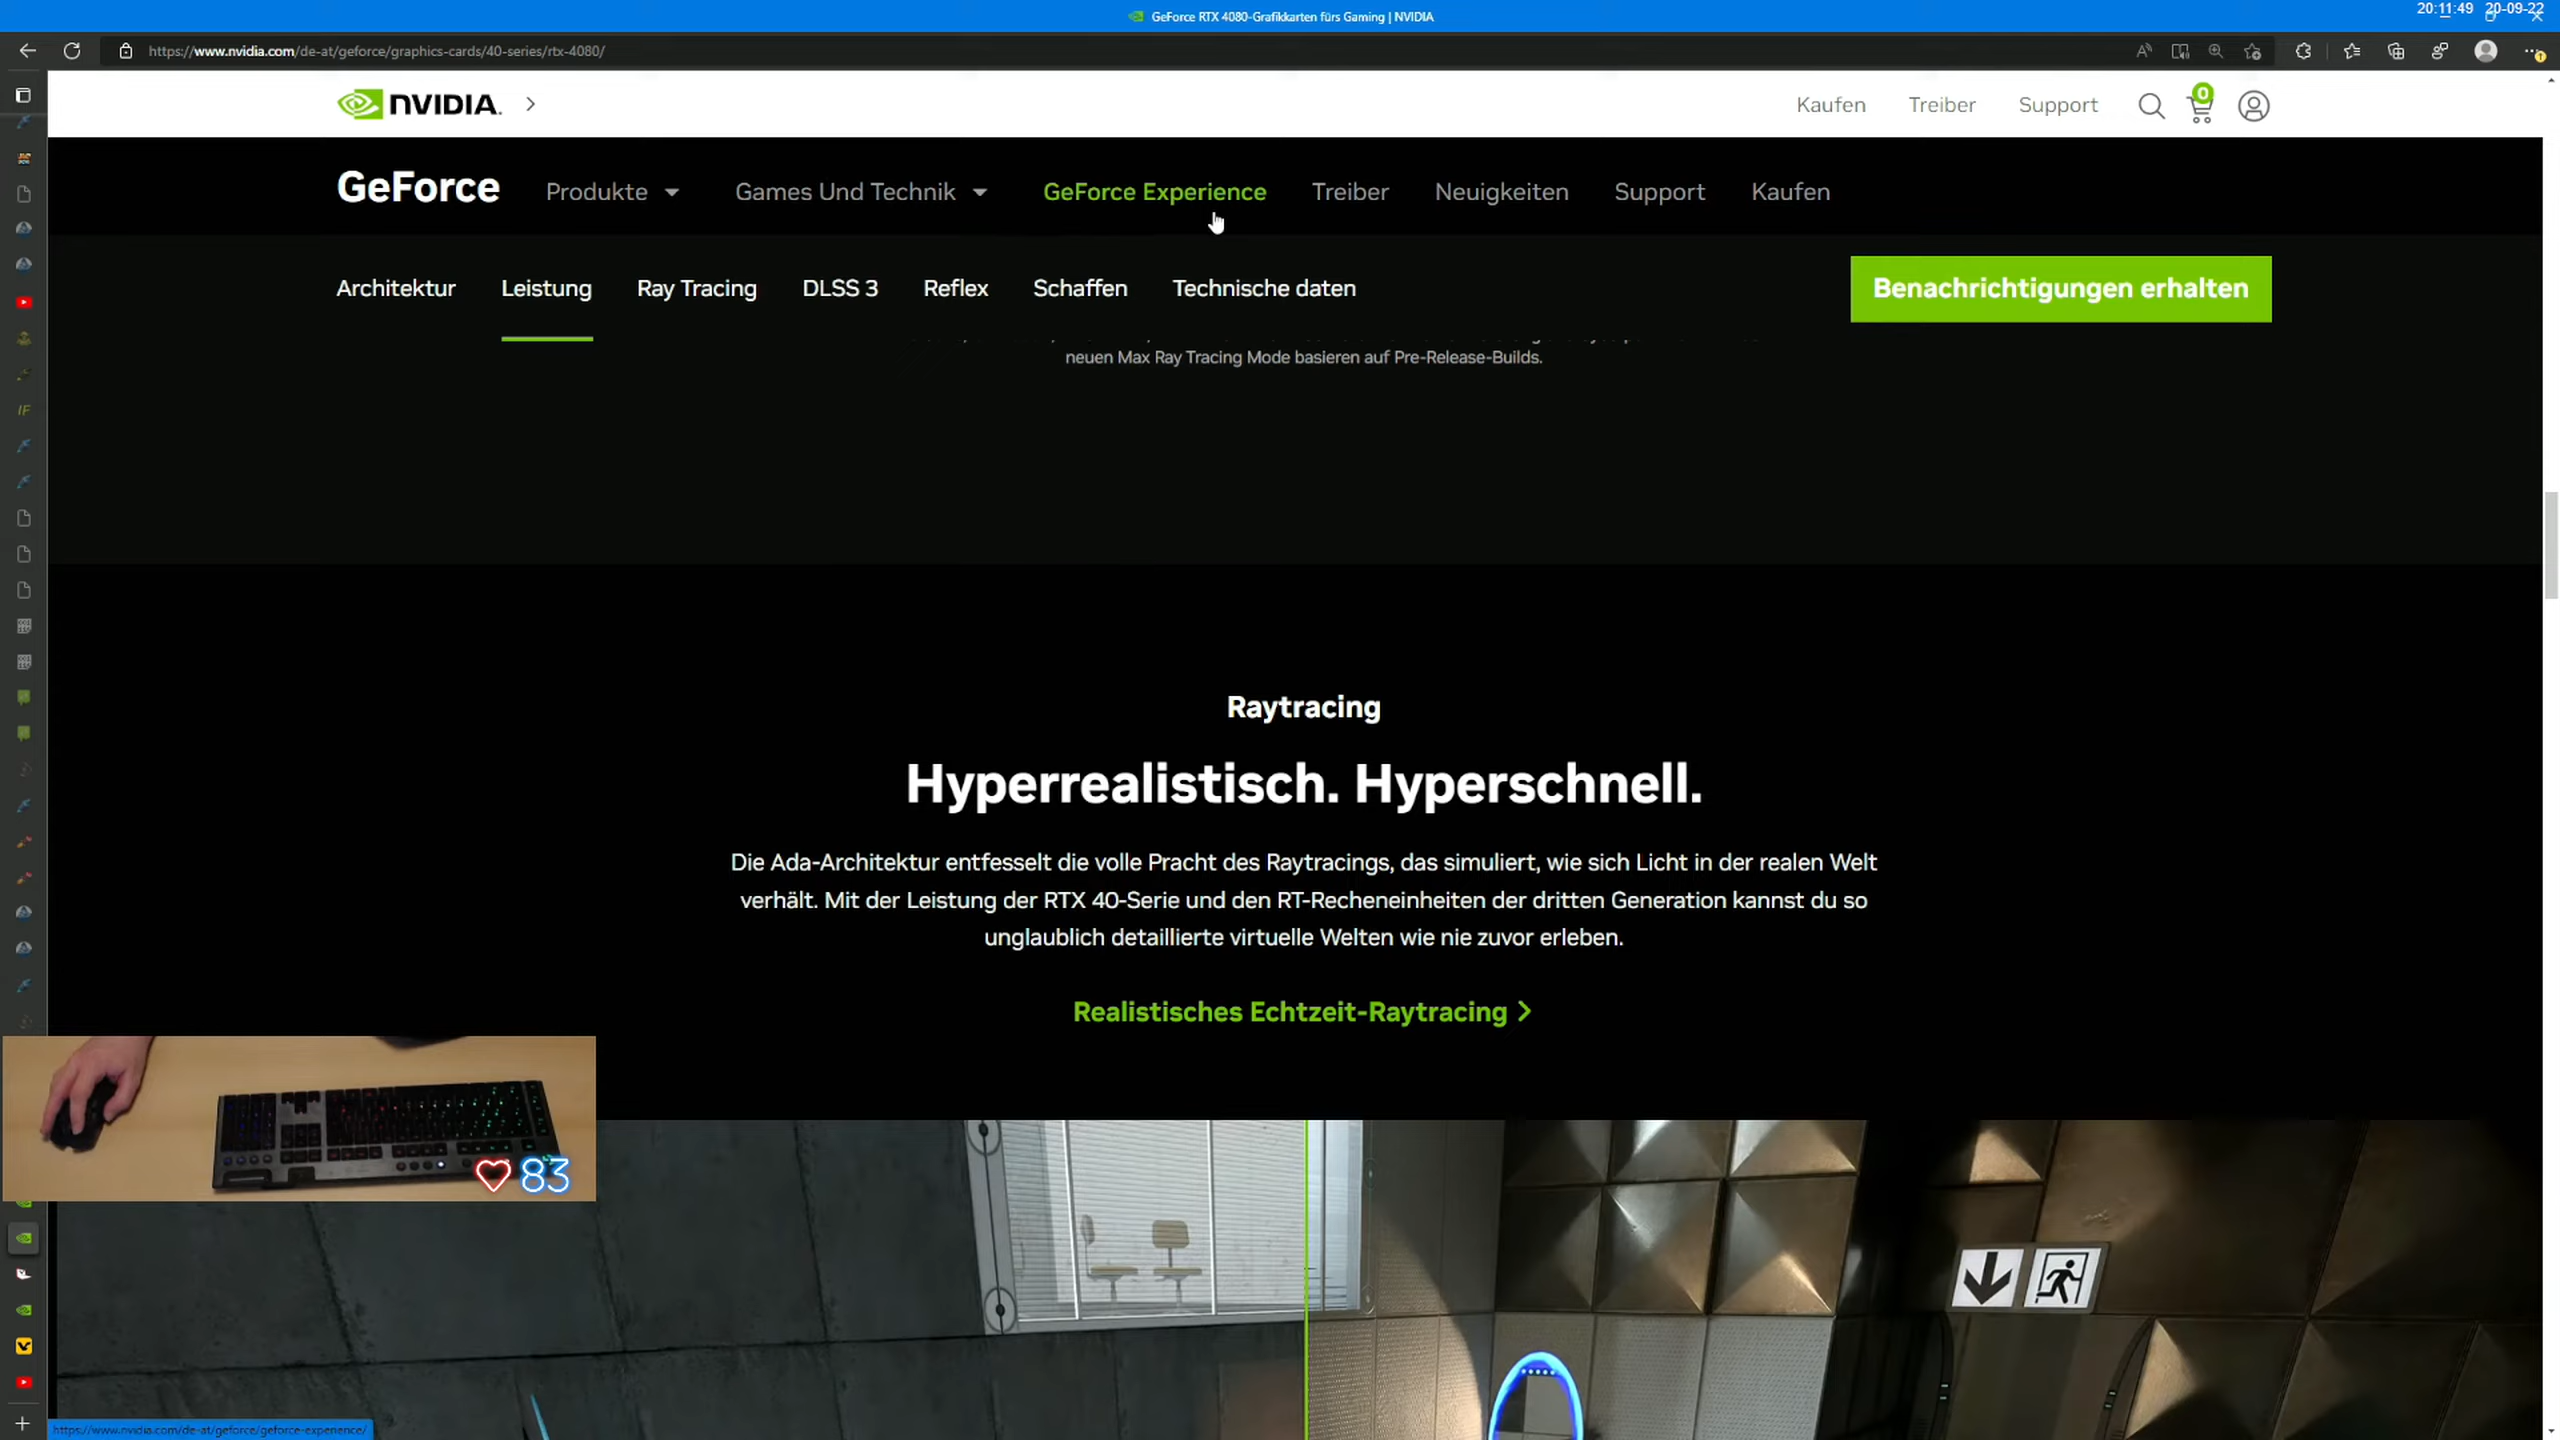 GeForce RTX 4080-Grafikkarten fürs Gaming | NVIDIA
20:11:49 20-09-22
https://www.nvidia.com/de-at/geforce/graphics-cards/40-series/rtx-4080/
NVIDIA.
Kaufen
Treiber
Support
0
GeForce
Produkte
Games Und Technik
GeForce Experience
Treiber
Neuigkeiten
Support
Kaufen
Architektur
Leistung
Ray Tracing
DLSS 3
Reflex
Schaffen
Technische daten
Benachrichtigungen erhalten
neuen Max Ray Tracing Mode basieren auf Pre-Release-Builds.
IF
Raytracing
Hyperrealistisch. Hyperschnell.
Die Ada-Architektur entfesselt die volle Pracht des Raytracings, das simuliert, wie sich Licht in der realen Welt
verhält. Mit der Leistung der RTX 40-Serie und den RT-Recheneinheiten der dritten Generation kannst du so
unglaublich detaillierte virtuelle Welten wie nie zuvor erleben.
Realistisches Echtzeit-Raytracing
83
https://www.nvidia.com/de-at/geforce/geforce-experience/